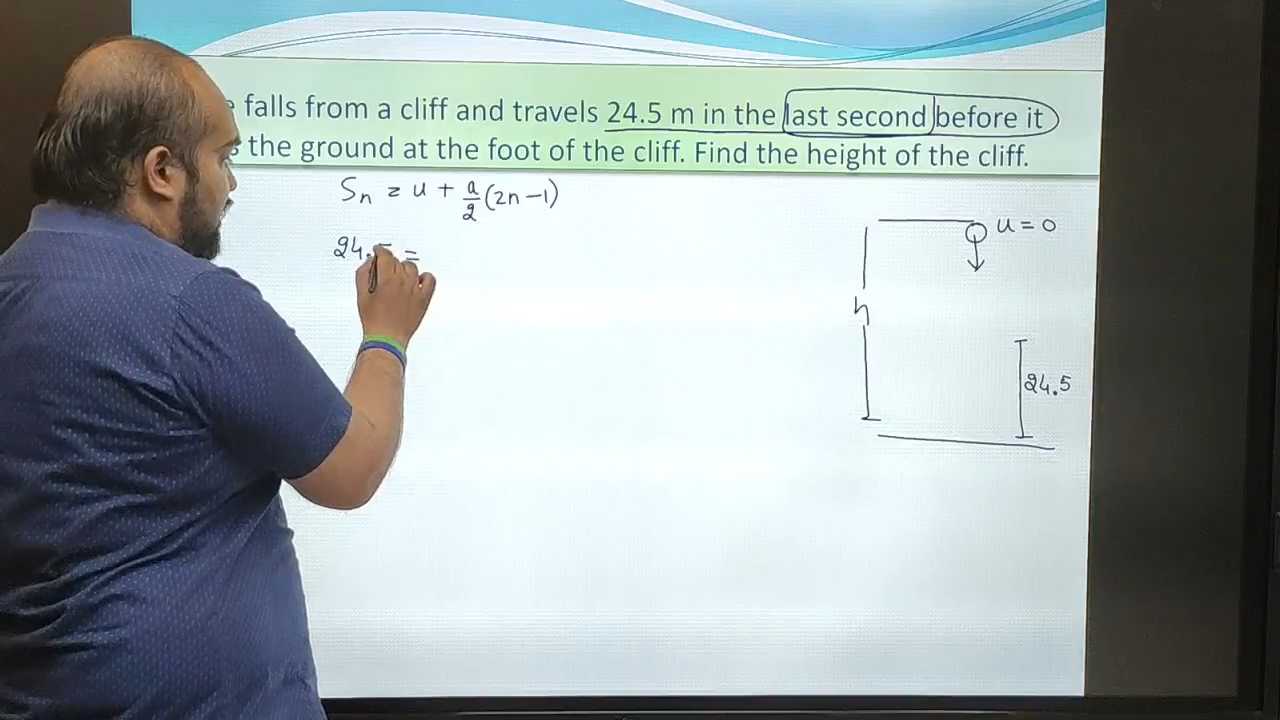 falls from a cliff and travels 24.5 m in the last second before it
the ground at the foot of the cliff. Find the height of the cliff.
Sn = u + a/2 (2n - 1)
24.5 =
u = 0
h
24.5